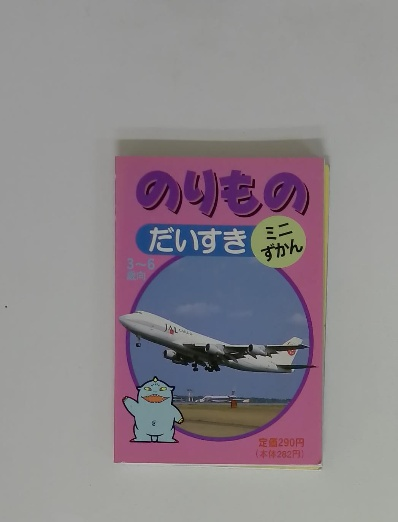 のりもの
だいすき
ミニ
ずかん
3〜6
歳向
JAL
定価290円
(本体282円)